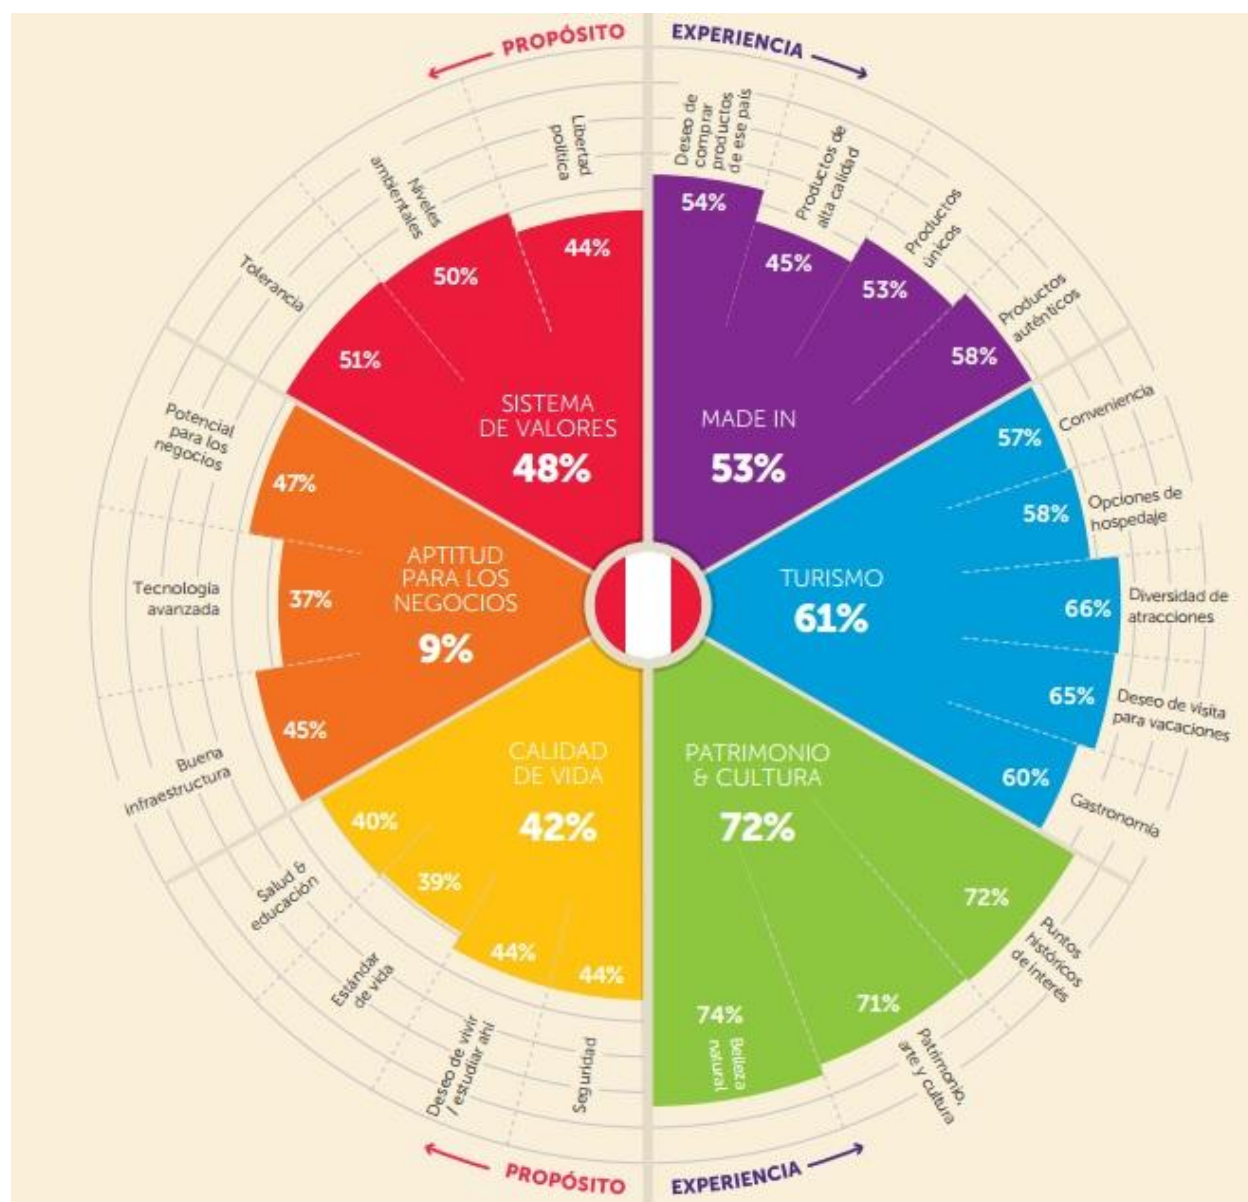 PROPÓSITO
EXPERIENCIA
Deseo de
comprar
productos
de ese país
54%
Productos de
alta calidad
45%
Productos
únicos
53%
Productos
auténticos
58%
MADE IN
53%
Conveniencia
57%
Opciones de
hospedaje
58%
Diversidad de
atracciones
66%
Deseo de visita
para vacaciones
65%
Gastronomía
60%
TURISMO
61%
Puntos
históricos
de interés
72%
Patrimonio,
arte y cultura
71%
Belleza
natural
74%
PATRIMONIO
& CULTURA
72%
Seguridad
44%
Deseo de vivir
/ estudiar ahí
44%
Estándar
de vida
39%
Salud &
educación
40%
CALIDAD
DE VIDA
42%
Buena
infraestructura
45%
Tecnología
avanzada
37%
Potencial
para los
negocios
47%
APTITUD
PARA LOS
NEGOCIOS
9%
Tolerancia
51%
Niveles
ambientales
50%
Libertad
política
44%
SISTEMA
DE VALORES
48%
PROPÓSITO
EXPERIENCIA